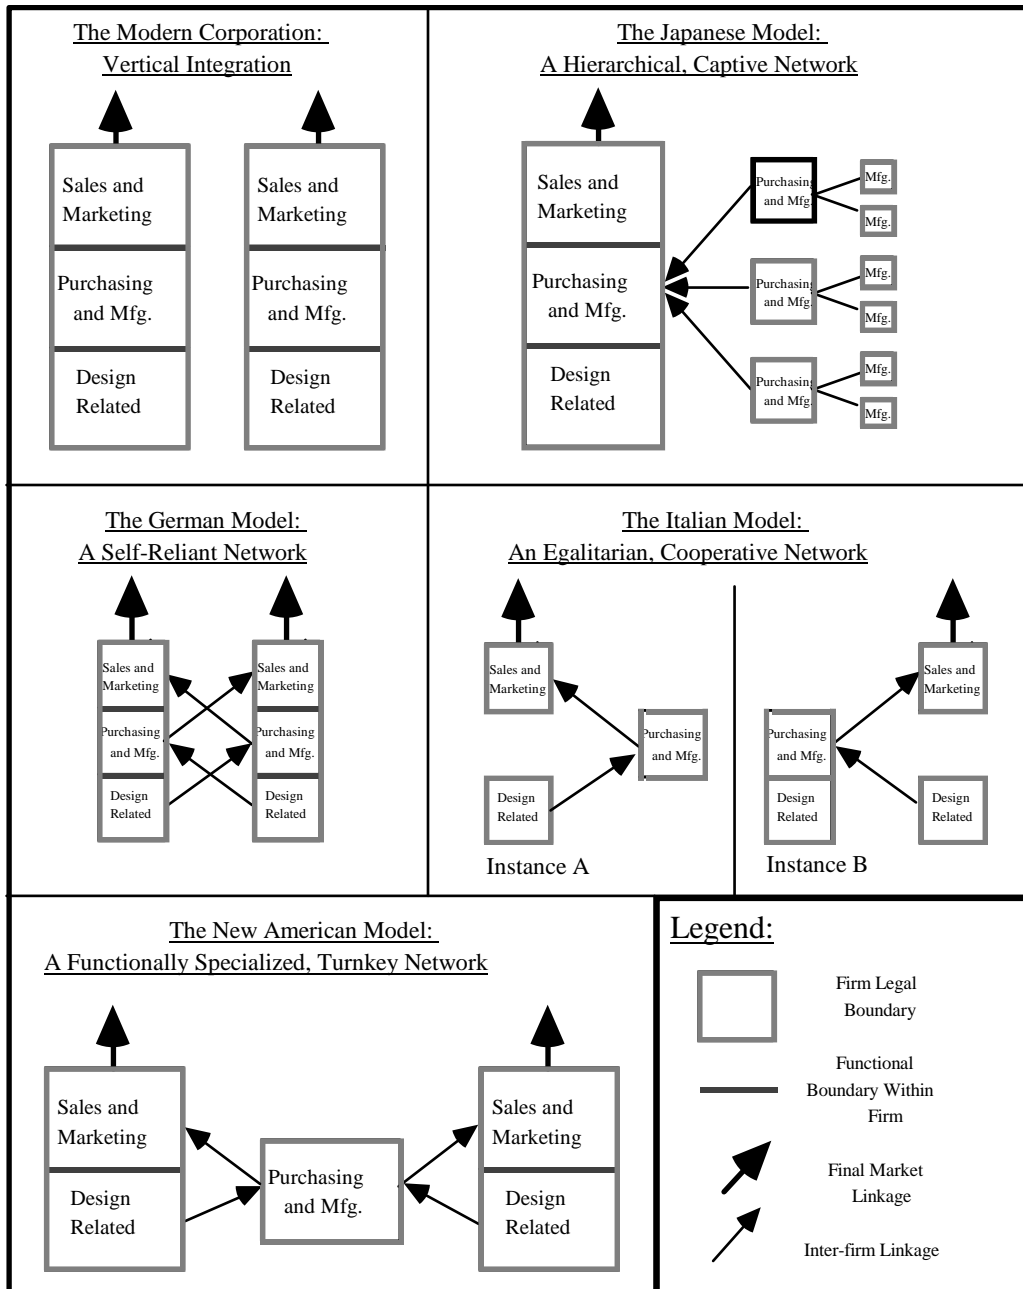 The Modern Corporation:
Vertical Integration
Sales and
Marketing
Purchasing
and Mfg.
Design
Related
Sales and
Marketing
Purchasing
and Mfg.
Design
Related
The Japanese Model:
A Hierarchical, Captive Network
Sales and
Marketing
Purchasing
and Mfg.
Design
Related
Purchasing
and Mfg.
Mfg.
Mfg.
Purchasing
and Mfg.
Mfg.
Mfg.
Purchasing
and Mfg.
Mfg.
Mfg.
The German Model:
A Self-Reliant Network
Sales and
Marketing
Purchasing
and Mfg.
Design
Related
Sales and
Marketing
Purchasing
and Mfg.
Design
Related
The Italian Model:
An Egalitarian, Cooperative Network
Sales and
Marketing
Purchasing
and Mfg.
Design
Related
Instance A
Sales and
Marketing
Purchasing
and Mfg.
Design
Related
Design
Related
Instance B
The New American Model:
A Functionally Specialized, Turnkey Network
Sales and
Marketing
Design
Related
Purchasing
and Mfg.
Sales and
Marketing
Design
Related
Legend:
Firm Legal
Boundary
Functional
Boundary Within
Firm
Final Market
Linkage
Inter-firm Linkage